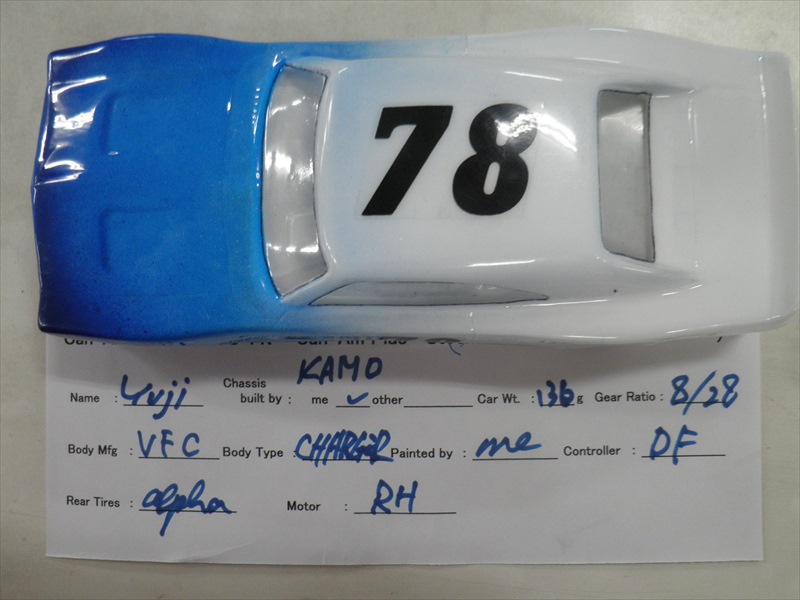 78
KAMO
Name : Yuji Chassis built by : me ✓ other Car Wt. : 136 g Gear Ratio : 8/28
Body Mfg : VFC Body Type : CHARGER Painted by : me Controller : DF
Rear Tires : alpha Motor : RH